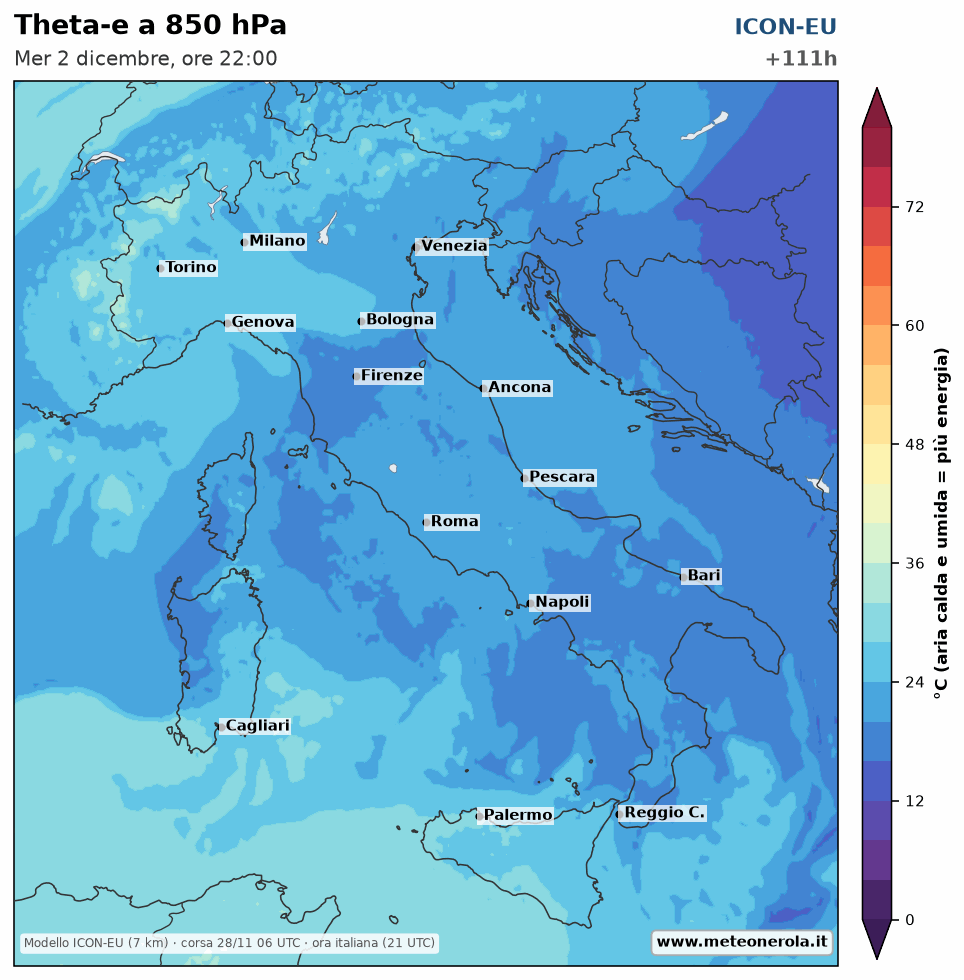 Theta-e a 850 hPa
ICON-EU
Mer 2 dicembre, ore 22:00
+111h
Milano
Venezia
Torino
Genova
Bologna
Firenze
Ancona
Pescara
Roma
Bari
Napoli
Cagliari
Palermo
Reggio C.
72
60
48
36
24
12
0
°C (aria calda e umida = più energia)
Modello ICON-EU (7 km) · corsa 28/11 06 UTC · ora italiana (21 UTC)
www.meteonerola.it